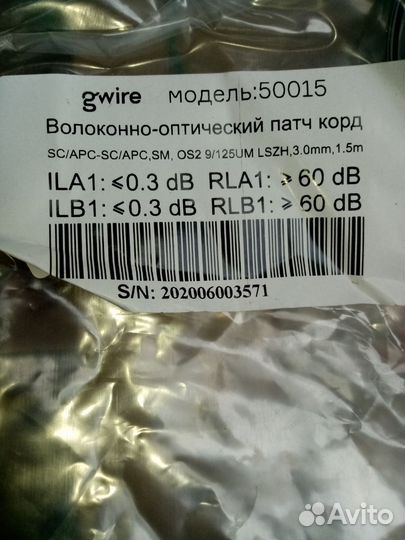 gwire модель:50015
Волоконно-оптический патч корд
SC/APC-SC/APC,SM, OS2 9/125UM LSZH,3.0mm,1.5m
ILA1: ⩽0.3 dB RLA1: ⩾ 60 dB
ILB1: ⩽0.3 dB RLB1: ⩾ 60 dB
S/N: 202006003571
Avito